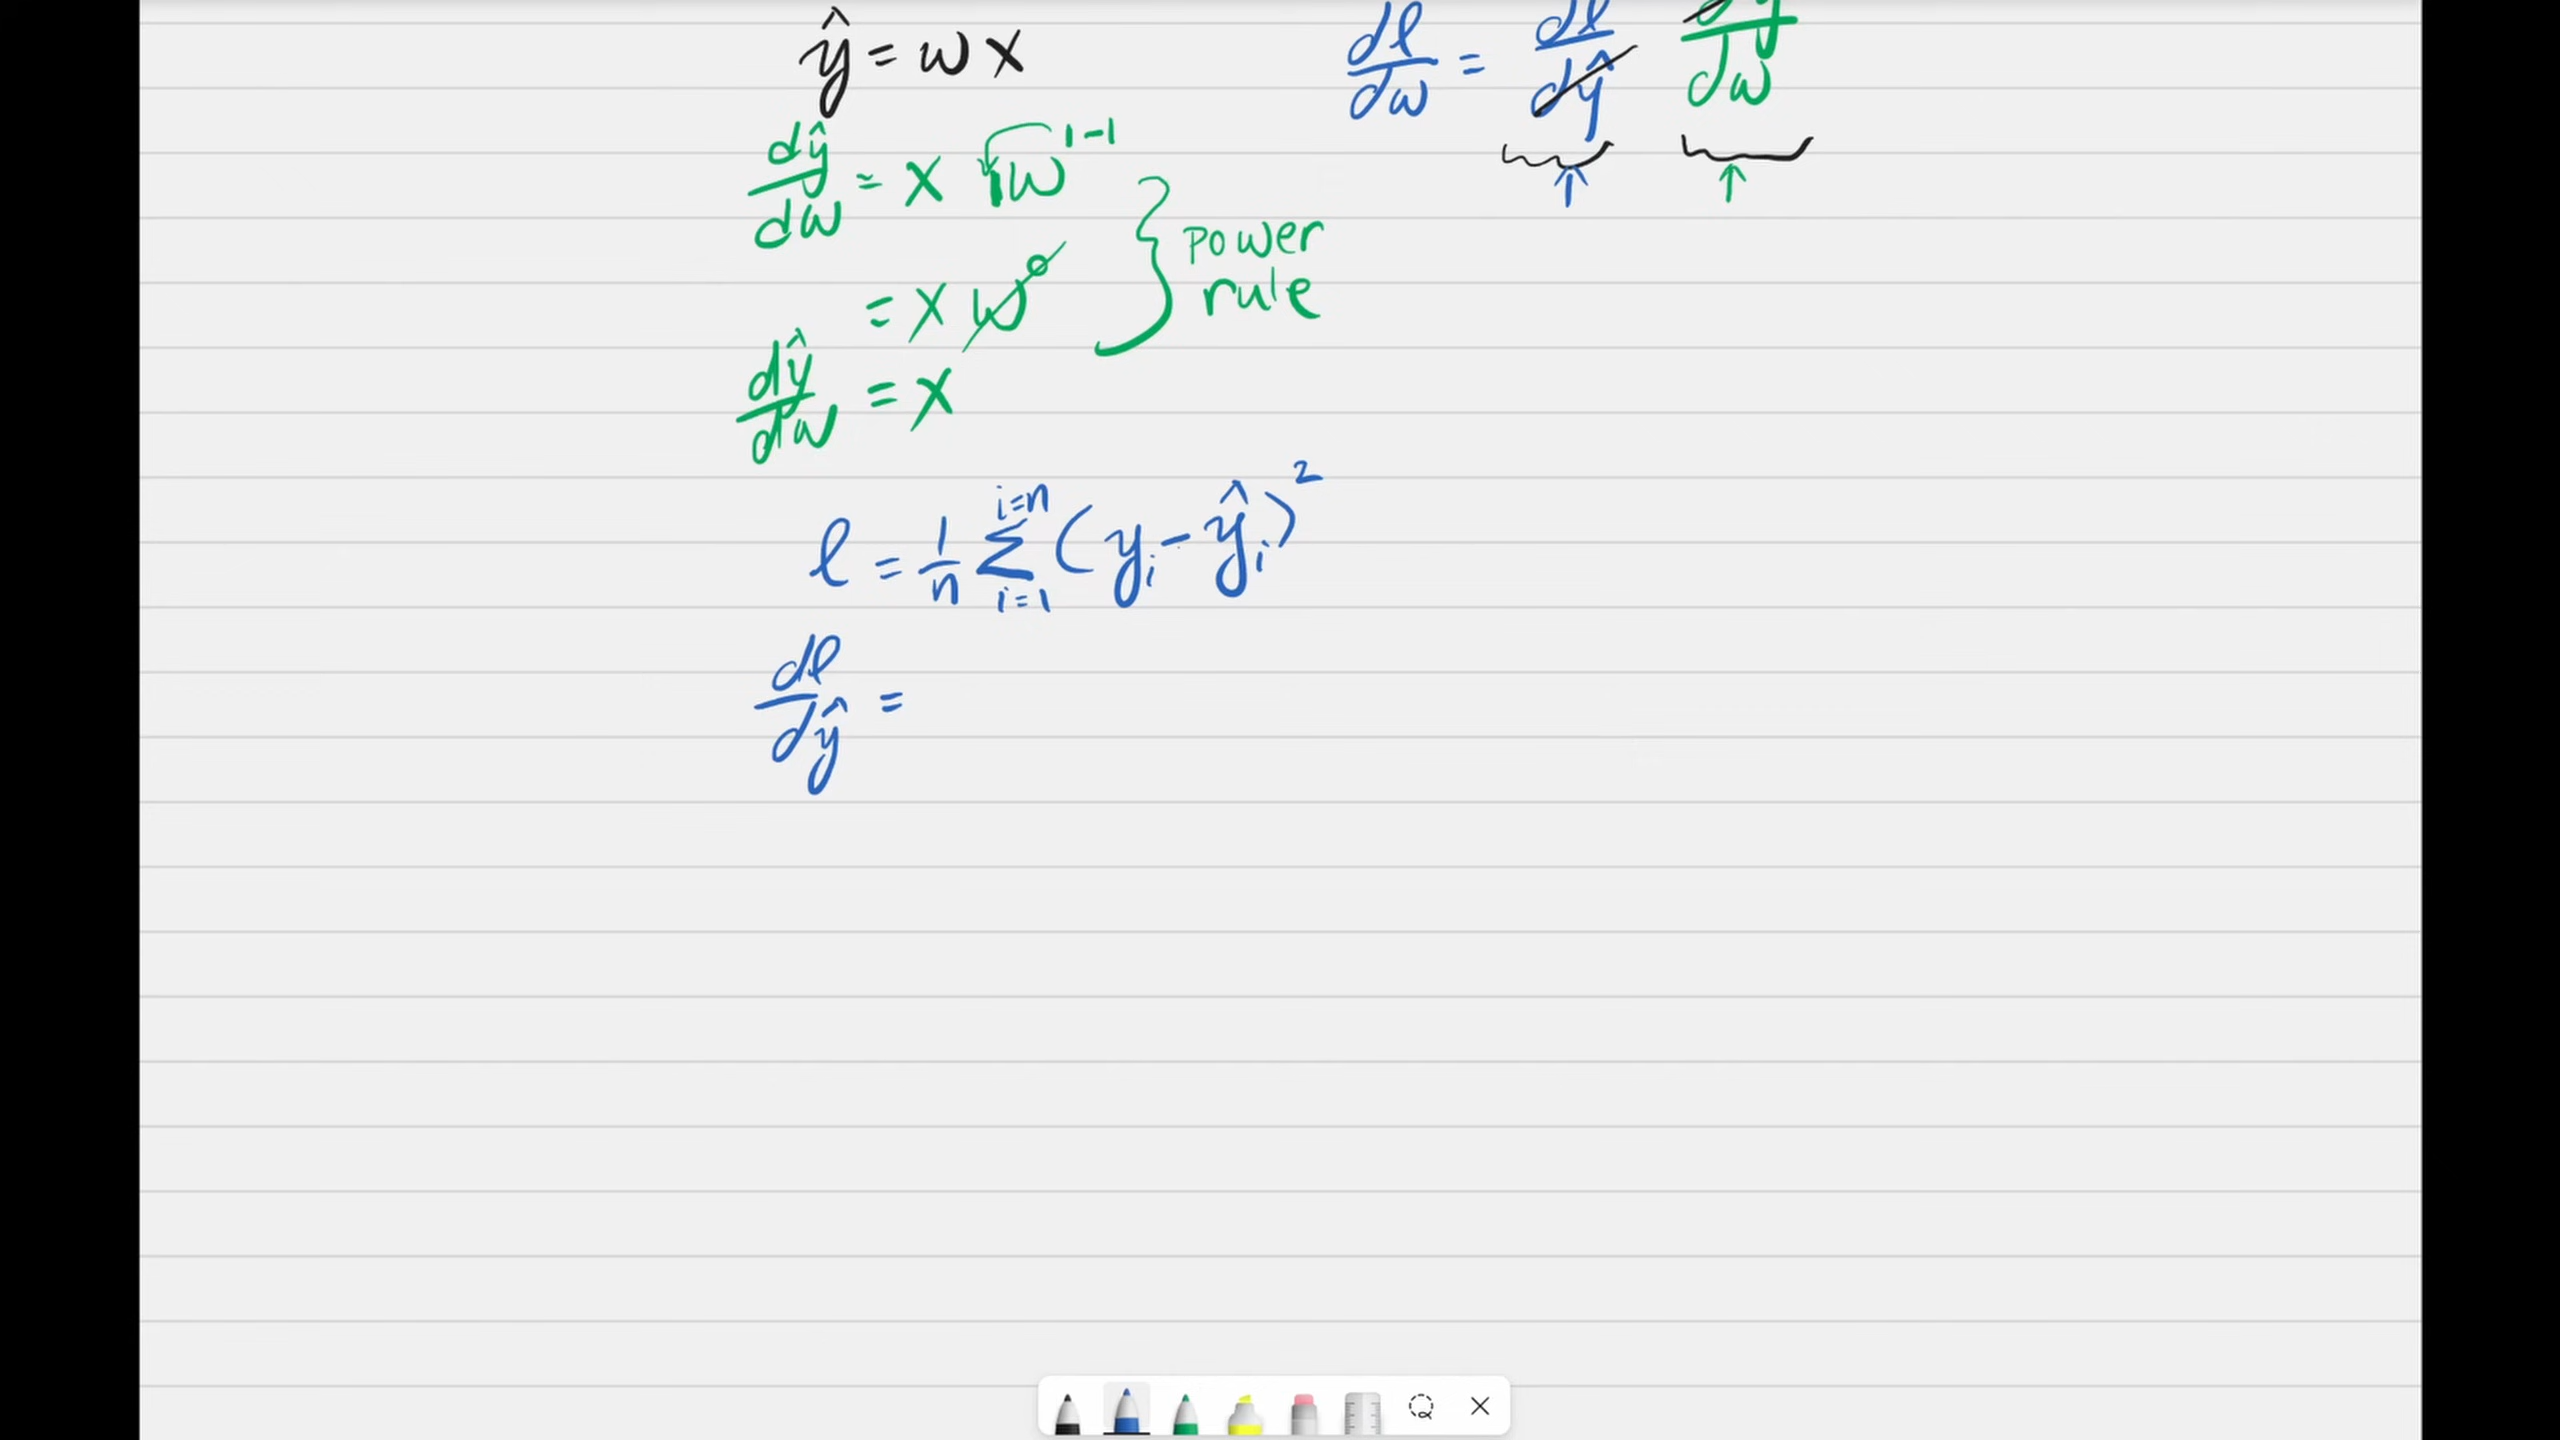 ŷ = w x
dl/dw = dl/dŷ dŷ/dw
dŷ/dw = x 1w^(1-1)
= x w^0
power
rule
dŷ/dw = x
l = 1/n Σ_(i=1)^(i=n) (y_i - ŷ_i)^2
dl/dŷ =